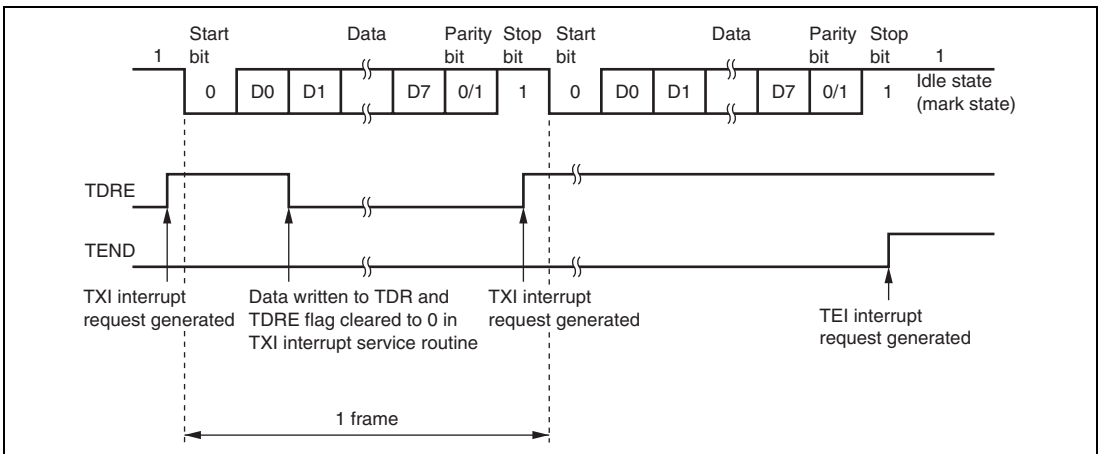 Start bit Data Parity bit Stop bit Start bit Data Parity bit Stop bit
1 0 D0 D1 D7 0/1 1 0 D0 D1 D7 0/1 1 1
Idle state
(mark state)
TDRE
TEND
TXI interrupt
request generated
Data written to TDR and
TDRE flag cleared to 0 in
TXI interrupt service routine
TXI interrupt
request generated
TEI interrupt
request generated
1 frame